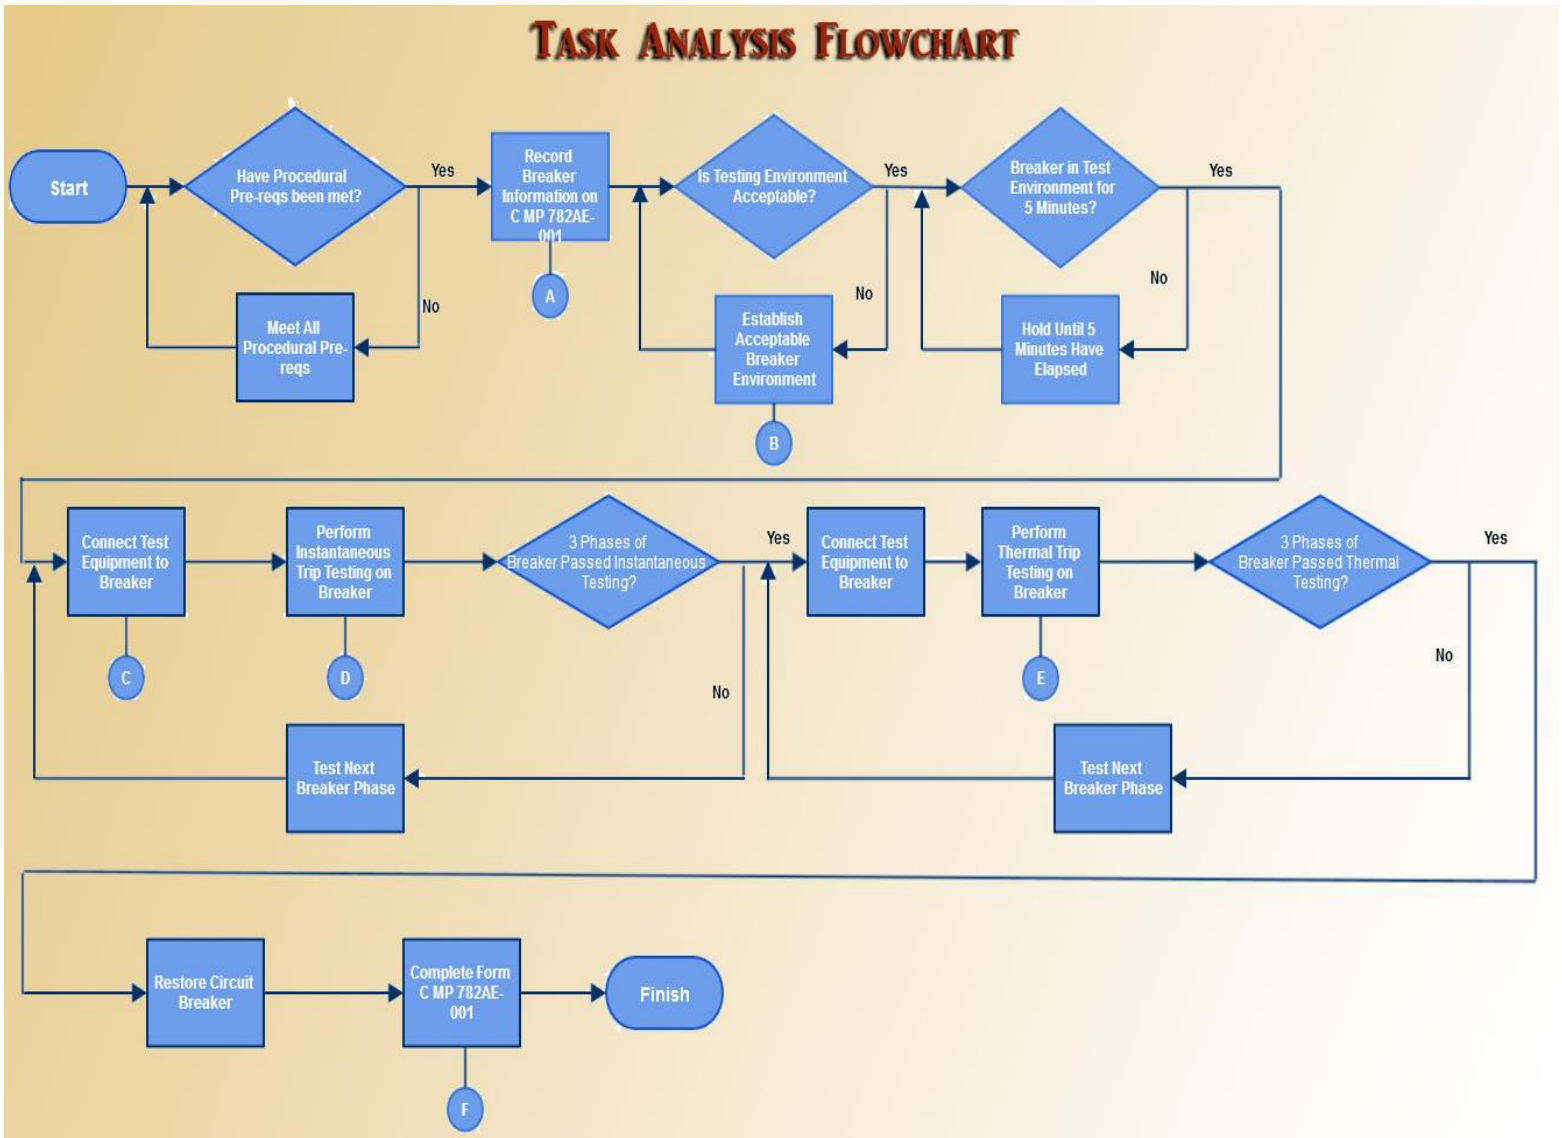 TASK ANALYSIS FLOWCHART
Start
Have Procedural
Pre-reqs been met?
Yes
No
Meet All
Procedural Pre-
reqs
Record
Breaker
Information on
C MP 782AE-
001
A
Is Testing Environment
Acceptable?
Yes
No
Establish
Acceptable
Breaker
Environment
B
Breaker in Test
Environment for
5 Minutes?
Yes
No
Hold Until 5
Minutes Have
Elapsed
Connect Test
Equipment to
Breaker
C
Perform
Instantaneous
Trip Testing on
Breaker
D
3 Phases of
Breaker Passed Instantaneous
Testing?
Yes
No
Test Next
Breaker Phase
Connect Test
Equipment to
Breaker
Perform
Thermal Trip
Testing on
Breaker
E
3 Phases of
Breaker Passed Thermal
Testing?
Yes
No
Test Next
Breaker Phase
Restore Circuit
Breaker
Complete Form
C MP 782AE-
001
F
Finish